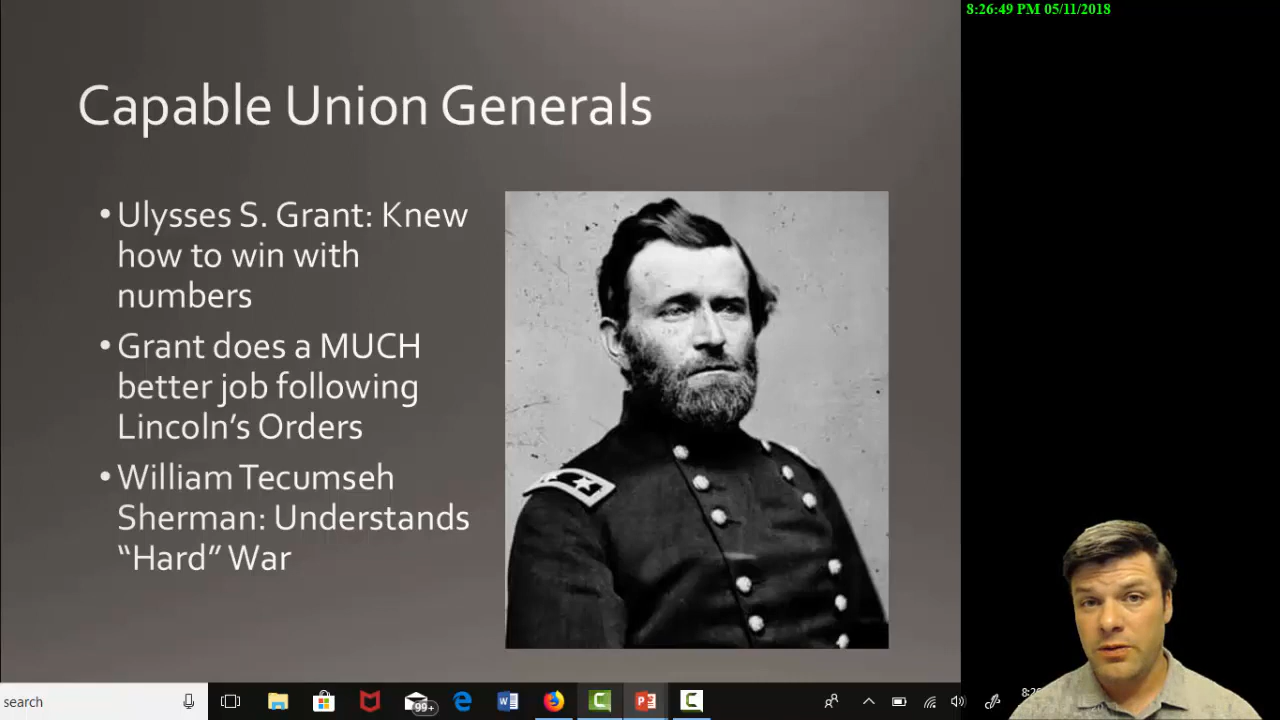 8:26:49 PM 05/11/2018
Capable Union Generals
•Ulysses S. Grant: Knew
how to win with
numbers
•Grant does a MUCH
better job following
Lincoln’s Orders
•William Tecumseh
Sherman: Understands
“Hard” War
search
99+